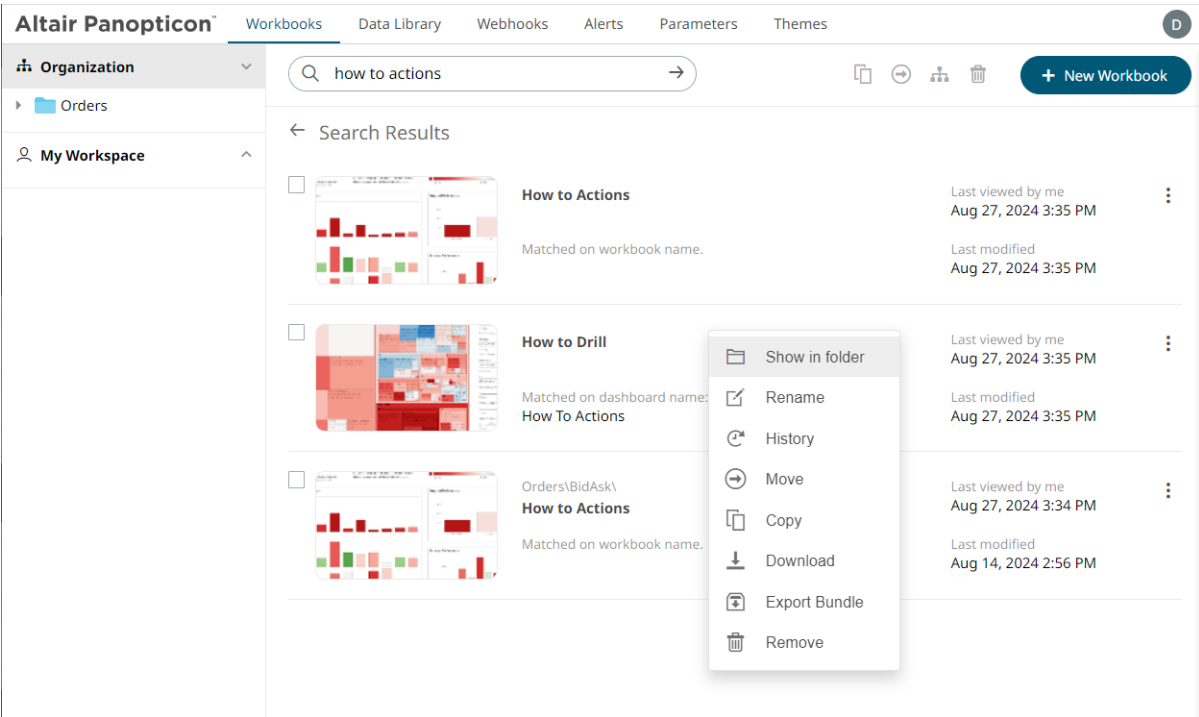 Altair Panopticon™
Workbooks
Data Library
Webhooks
Alerts
Parameters
Themes
D
Organization
Orders
My Workspace
how to actions
+ New Workbook
Search Results
How to Actions
Matched on workbook name.
Last viewed by me
Aug 27, 2024 3:35 PM
Last modified
Aug 27, 2024 3:35 PM
How to Drill
Matched on dashboard name:
How To Actions
Last viewed by me
Aug 27, 2024 3:35 PM
Last modified
Aug 27, 2024 3:35 PM
Orders\BidAsk\
How to Actions
Matched on workbook name.
Last viewed by me
Aug 27, 2024 3:34 PM
Last modified
Aug 14, 2024 2:56 PM
Show in folder
Rename
History
Move
Copy
Download
Export Bundle
Remove